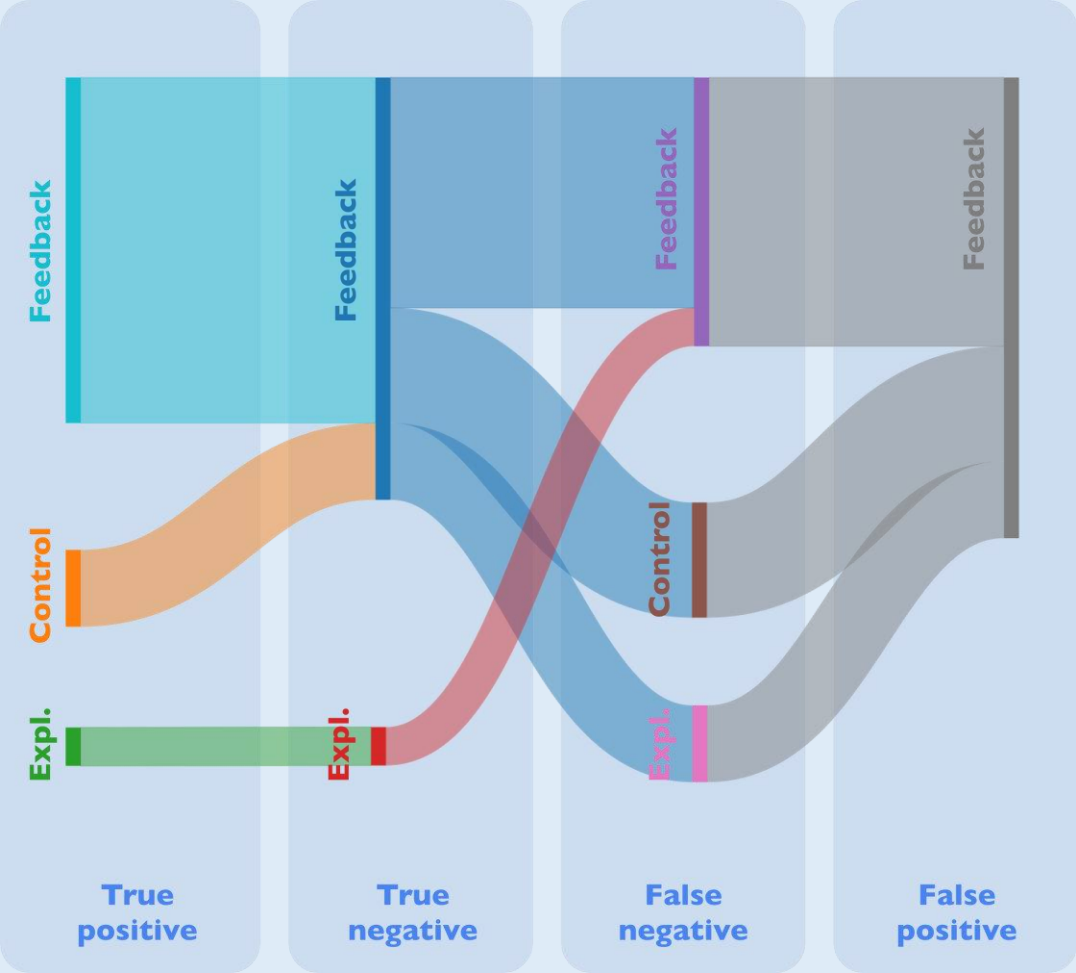 Feedback
Feedback
Feedback
Feedback
Control
Control
Expl.
Expl.
Expl.
True
positive
True
negative
False
negative
False
positive